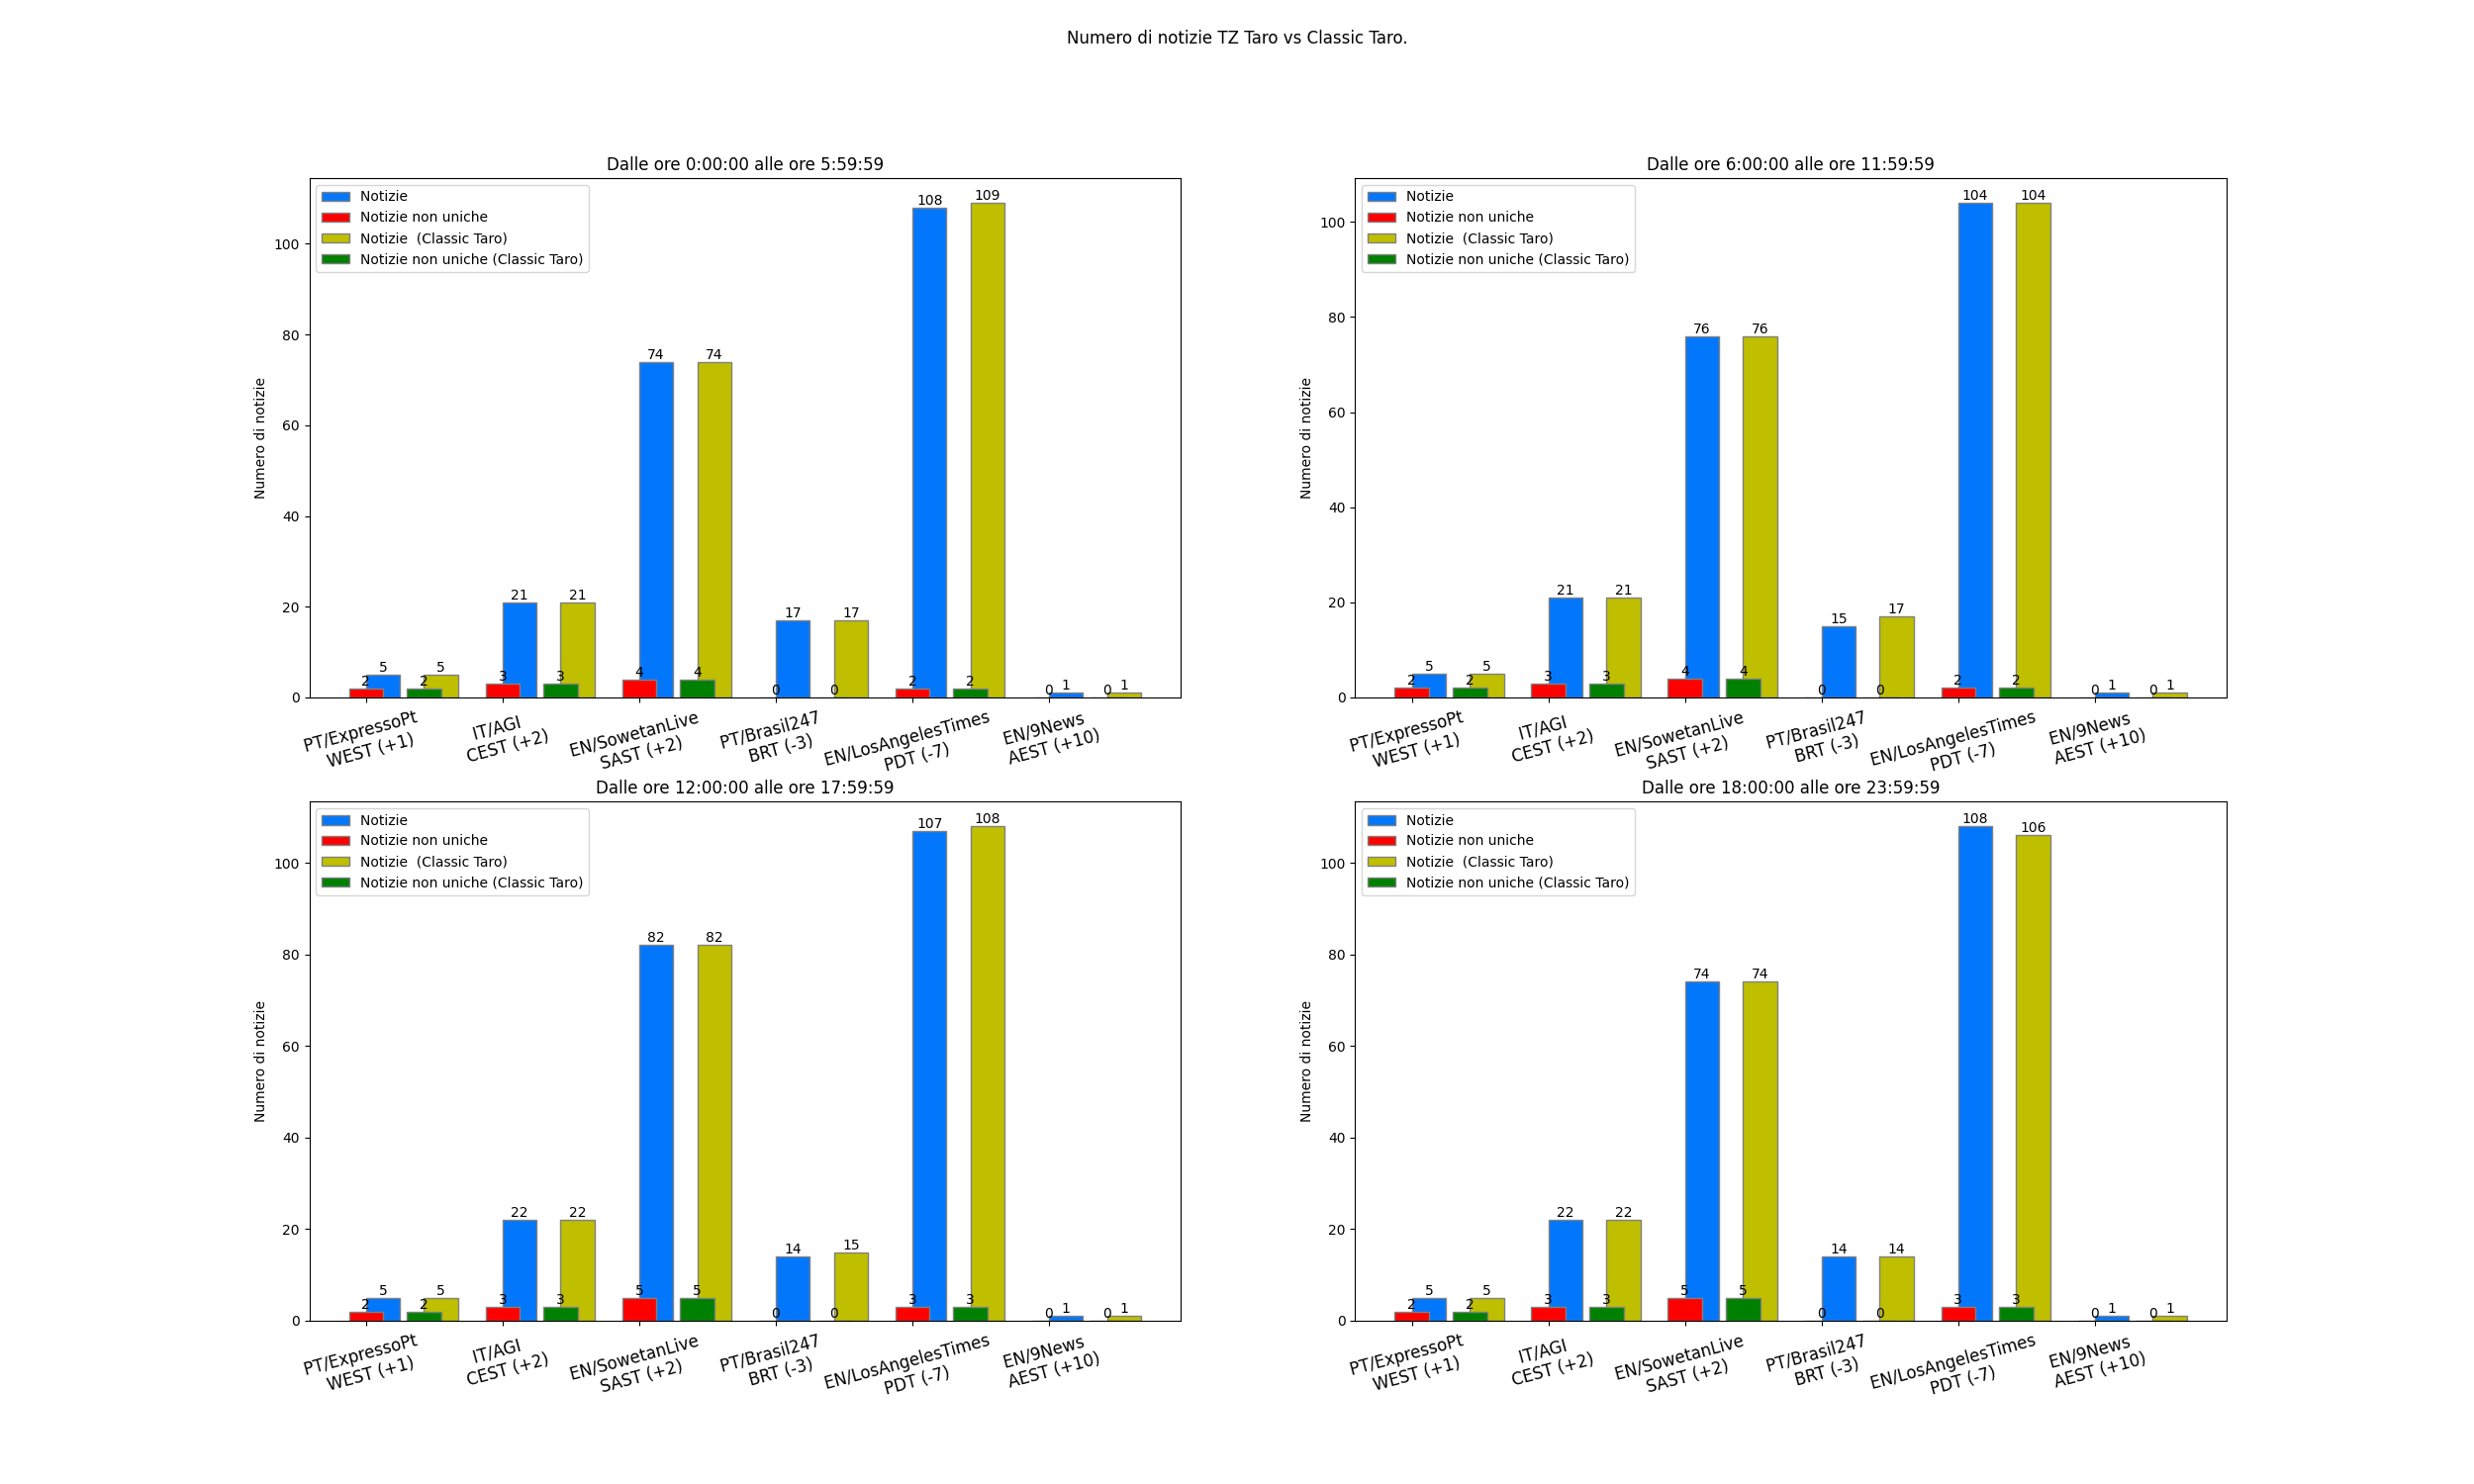 Numero di notizie TZ Taro vs Classic Taro.
Dalle ore 0:00:00 alle ore 5:59:59
Notizie
Notizie non uniche
Notizie  (Classic Taro)
Notizie non uniche (Classic Taro)
Numero di notizie
100
80
60
40
20
0
2 5 2 5
3 21 3 21
4 74 4 74
0 17 0 17
2 108 2 109
0 1 0 1
PT/ExpressoPt
WEST (+1)
IT/AGI
CEST (+2)
EN/SowetanLive
SAST (+2)
PT/Brasil247
BRT (-3)
EN/LosAngelesTimes
PDT (-7)
EN/9News
AEST (+10)
Dalle ore 6:00:00 alle ore 11:59:59
Notizie
Notizie non uniche
Notizie  (Classic Taro)
Notizie non uniche (Classic Taro)
Numero di notizie
100
80
60
40
20
0
2 5 2 5
3 21 3 21
4 76 4 76
0 15 0 17
2 104 2 104
0 1 0 1
PT/ExpressoPt
WEST (+1)
IT/AGI
CEST (+2)
EN/SowetanLive
SAST (+2)
PT/Brasil247
BRT (-3)
EN/LosAngelesTimes
PDT (-7)
EN/9News
AEST (+10)
Dalle ore 12:00:00 alle ore 17:59:59
Notizie
Notizie non uniche
Notizie  (Classic Taro)
Notizie non uniche (Classic Taro)
Numero di notizie
100
80
60
40
20
0
2 5 2 5
3 22 3 22
5 82 5 82
0 14 0 15
3 107 3 108
0 1 0 1
PT/ExpressoPt
WEST (+1)
IT/AGI
CEST (+2)
EN/SowetanLive
SAST (+2)
PT/Brasil247
BRT (-3)
EN/LosAngelesTimes
PDT (-7)
EN/9News
AEST (+10)
Dalle ore 18:00:00 alle ore 23:59:59
Notizie
Notizie non uniche
Notizie  (Classic Taro)
Notizie non uniche (Classic Taro)
Numero di notizie
100
80
60
40
20
0
2 5 2 5
3 22 3 22
5 74 5 74
0 14 0 14
3 108 3 106
0 1 0 1
PT/ExpressoPt
WEST (+1)
IT/AGI
CEST (+2)
EN/SowetanLive
SAST (+2)
PT/Brasil247
BRT (-3)
EN/LosAngelesTimes
PDT (-7)
EN/9News
AEST (+10)